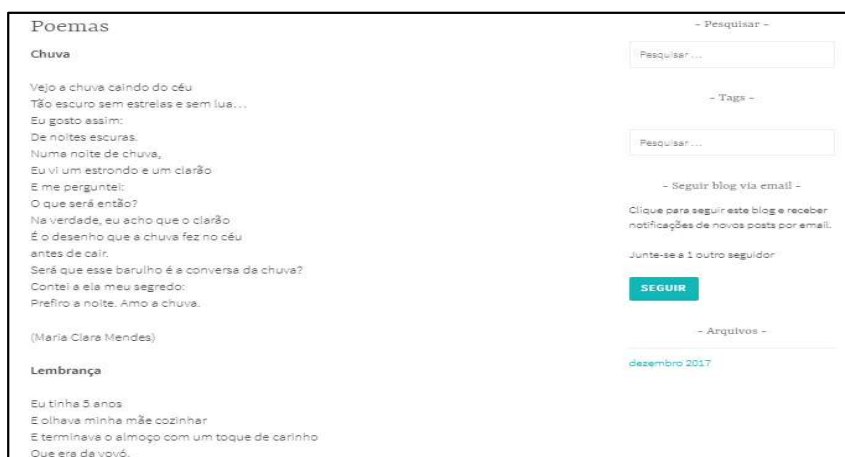 Poemas
Chuva
Vejo a chuva caindo do céu
Tão escuro sem estrelas e sem lua...
Eu gosto assim:
De noites escuras.
Numa noite de chuva,
Eu vi um estrondo e um clarão
E me perguntei:
O que será então?
Na verdade, eu acho que o clarão
É o desenho que a chuva fez no céu
antes de cair.
Será que esse barulho é a conversa da chuva?
Contei a ela meu segredo:
Prefiro a noite. Amo a chuva.
(Maria Clara Mendes)
Lembrança
Eu tinha 5 anos
E olhava minha mãe cozinhar
E terminava o almoço com um toque de carinho
Que era da vovó.
– Pesquisar –
Pesquisar ...
– Tags –
Pesquisar ...
– Seguir blog via email –
Clique para seguir este blog e receber
notificações de novos posts por email.
Junte-se a 1 outro seguidor
SEGUIR
– Arquivos –
dezembro 2017